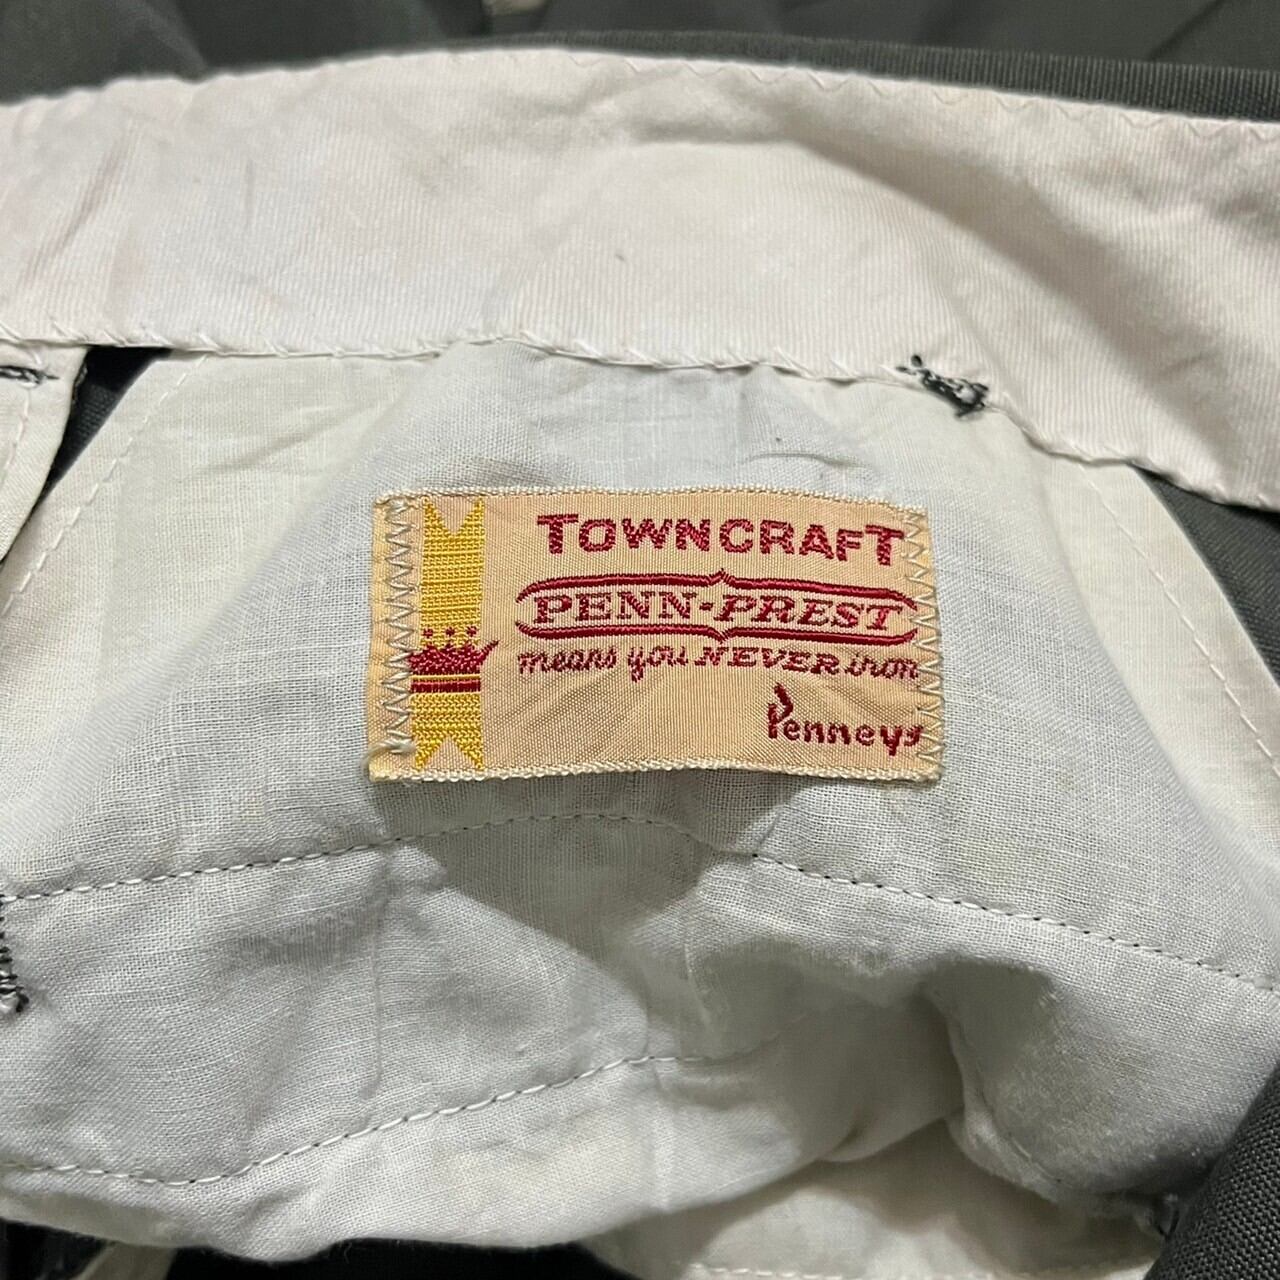 TOWNCRAFT
PENN-PREST
means you NEVER iron
Penneys